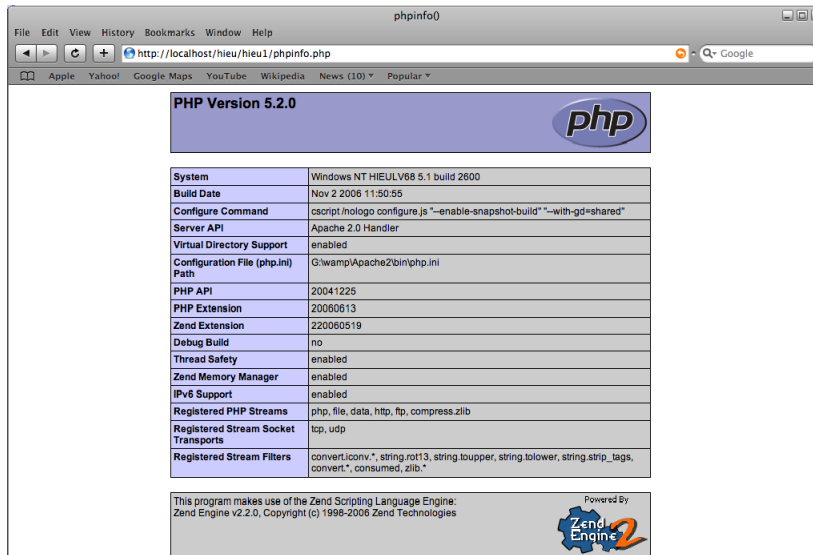 phpinfo()
File Edit View History Bookmarks Window Help
http://localhost/hieu/hieu1/phpinfo.php Google
Apple Yahoo! Google Maps YouTube Wikipedia News (10) Popular
PHP Version 5.2.0
php
System Windows NT HIEULV68 5.1 build 2600
Build Date Nov 2 2006 11:50:55
Configure Command cscript /nologo configure.js "--enable-snapshot-build" "--with-gd=shared"
Server API Apache 2.0 Handler
Virtual Directory Support enabled
Configuration File (php.ini) G:\wamp\Apache2\bin\php.ini
Path
PHP API 20041225
PHP Extension 20060613
Zend Extension 220060519
Debug Build no
Thread Safety enabled
Zend Memory Manager enabled
IPv6 Support enabled
Registered PHP Streams php, file, data, http, ftp, compress.zlib
Registered Stream Socket tcp, udp
Transports
Registered Stream Filters convert.iconv.*, string.rot13, string.toupper, string.tolower, string.strip_tags,
convert.*, consumed, zlib.*
This program makes use of the Zend Scripting Language Engine:
Zend Engine v2.2.0, Copyright (c) 1998-2006 Zend Technologies
Powered By
Zend
Engine 2